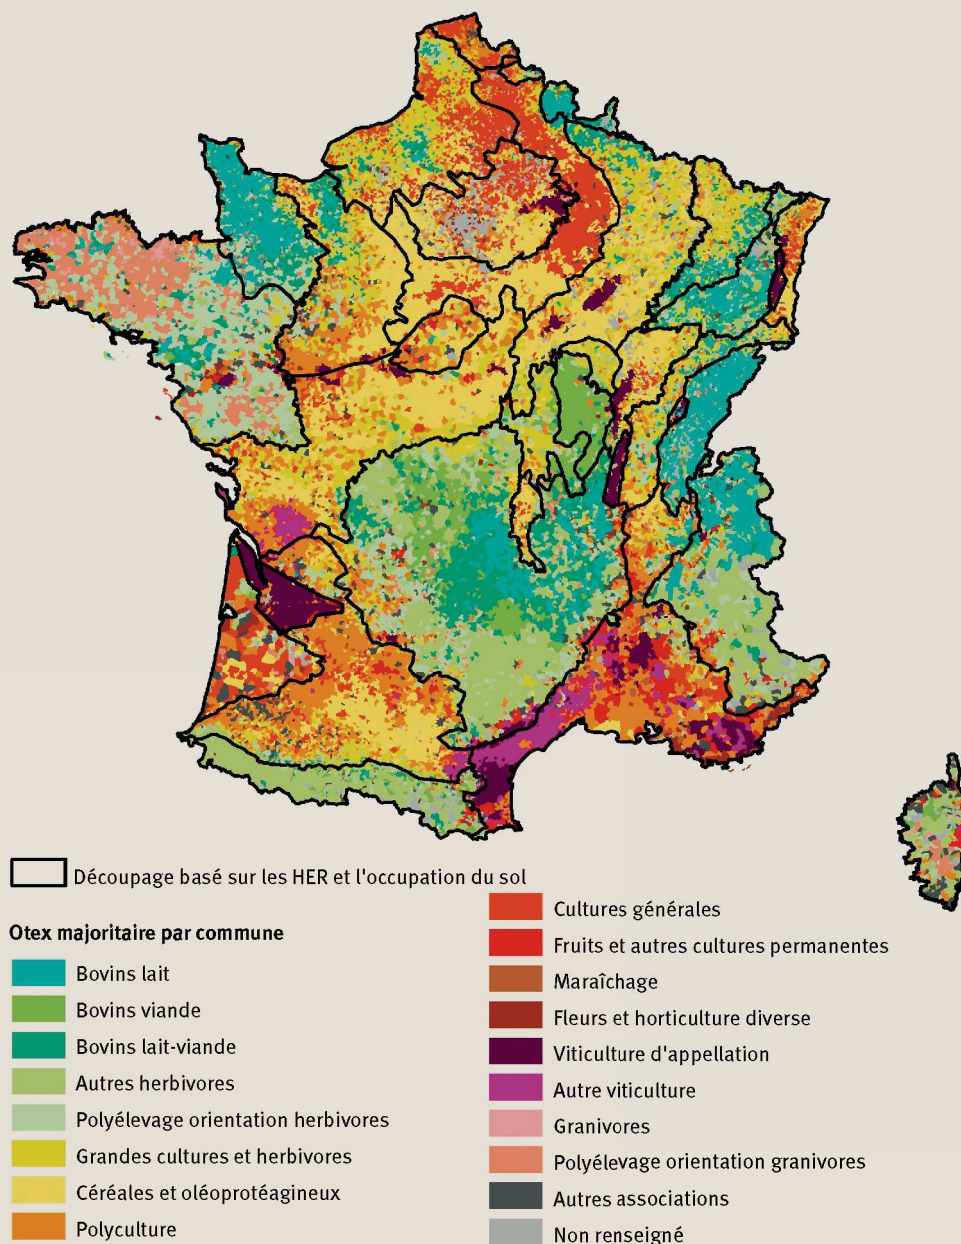 Découpage basé sur les HER et l'occupation du sol
Otex majoritaire par commune
Bovins lait
Bovins viande
Bovins lait-viande
Autres herbivores
Polyélevage orientation herbivores
Grandes cultures et herbivores
Céréales et oléoprotéagineux
Polyculture
Cultures générales
Fruits et autres cultures permanentes
Maraîchage
Fleurs et horticulture diverse
Viticulture d'appellation
Autre viticulture
Granivores
Polyélevage orientation granivores
Autres associations
Non renseigné